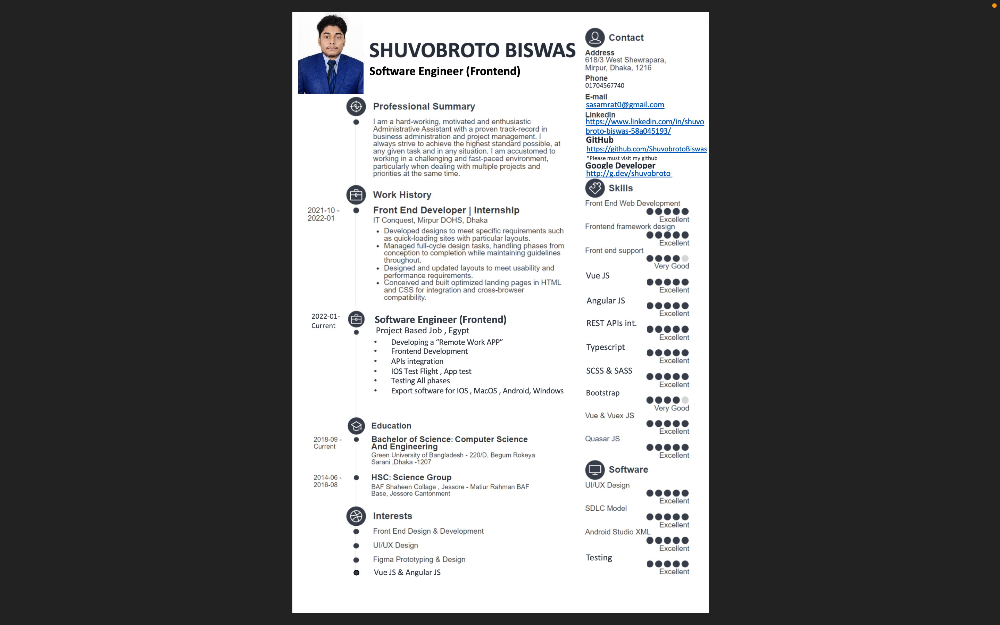 SHUVOBROTO BISWAS
Software Engineer (Frontend)
Professional Summary
I am a hard-working, motivated and enthusiastic
Administrative Assistant with a proven track-record in
business administration and project management. I
always strive to achieve the highest standard possible, at
any given task and in any situation. I am accustomed to
working in a challenging and fast-paced environment,
particularly when dealing with multiple projects and
priorities at the same time.
Work History
2021-10 -
2022-01
Front End Developer | Internship
IT Conquest, Mirpur DOHS, Dhaka
• Developed designs to meet specific requirements such
as quick-loading sites with particular layouts.
• Managed full-cycle design tasks, handling phases from
conception to completion while maintaining guidelines
throughout.
• Designed and updated layouts to meet usability and
performance requirements.
• Conceived and built optimized landing pages in HTML
and CSS for integration and cross-browser
compatibility.
2022-01-
Current
Software Engineer (Frontend)
Project Based Job , Egypt
• Developing a “Remote Work APP”
• Frontend Development
• APIs integration
• IOS Test Flight , App test
• Testing All phases
• Export software for IOS , MacOS , Android, Windows
Education
2018-09 -
Current
Bachelor of Science: Computer Science
And Engineering
Green University of Bangladesh - 220/D, Begum Rokeya
Sarani ,Dhaka -1207
2014-06 -
2016-08
HSC: Science Group
BAF Shaheen Collage , Jessore - Matiur Rahman BAF
Base, Jessore Cantonment
Interests
Front End Design & Development
UI/UX Design
Figma Prototyping & Design
Vue JS & Angular JS
Contact
Address
618/3 West Shewrapara,
Mirpur, Dhaka, 1216
Phone
01704567740
E-mail
sasamrat0@gmail.com
LinkedIn
https://www.linkedin.com/in/shuvo
broto-biswas-58a045193/
GitHub
https://github.com/ShuvobrotoBiswas
*Please must visit my github
Google Developer
http://g.dev/shuvobroto
Skills
Front End Web Development
Excellent
Frontend framework design
Excellent
Front end support
Very Good
Vue JS
Excellent
Angular JS
Excellent
REST APIs int.
Excellent
Typescript
Excellent
SCSS & SASS
Excellent
Bootstrap
Very Good
Vue & Vuex JS
Excellent
Quasar JS
Excellent
Software
UI/UX Design
Excellent
SDLC Model
Excellent
Android Studio XML
Excellent
Testing
Excellent